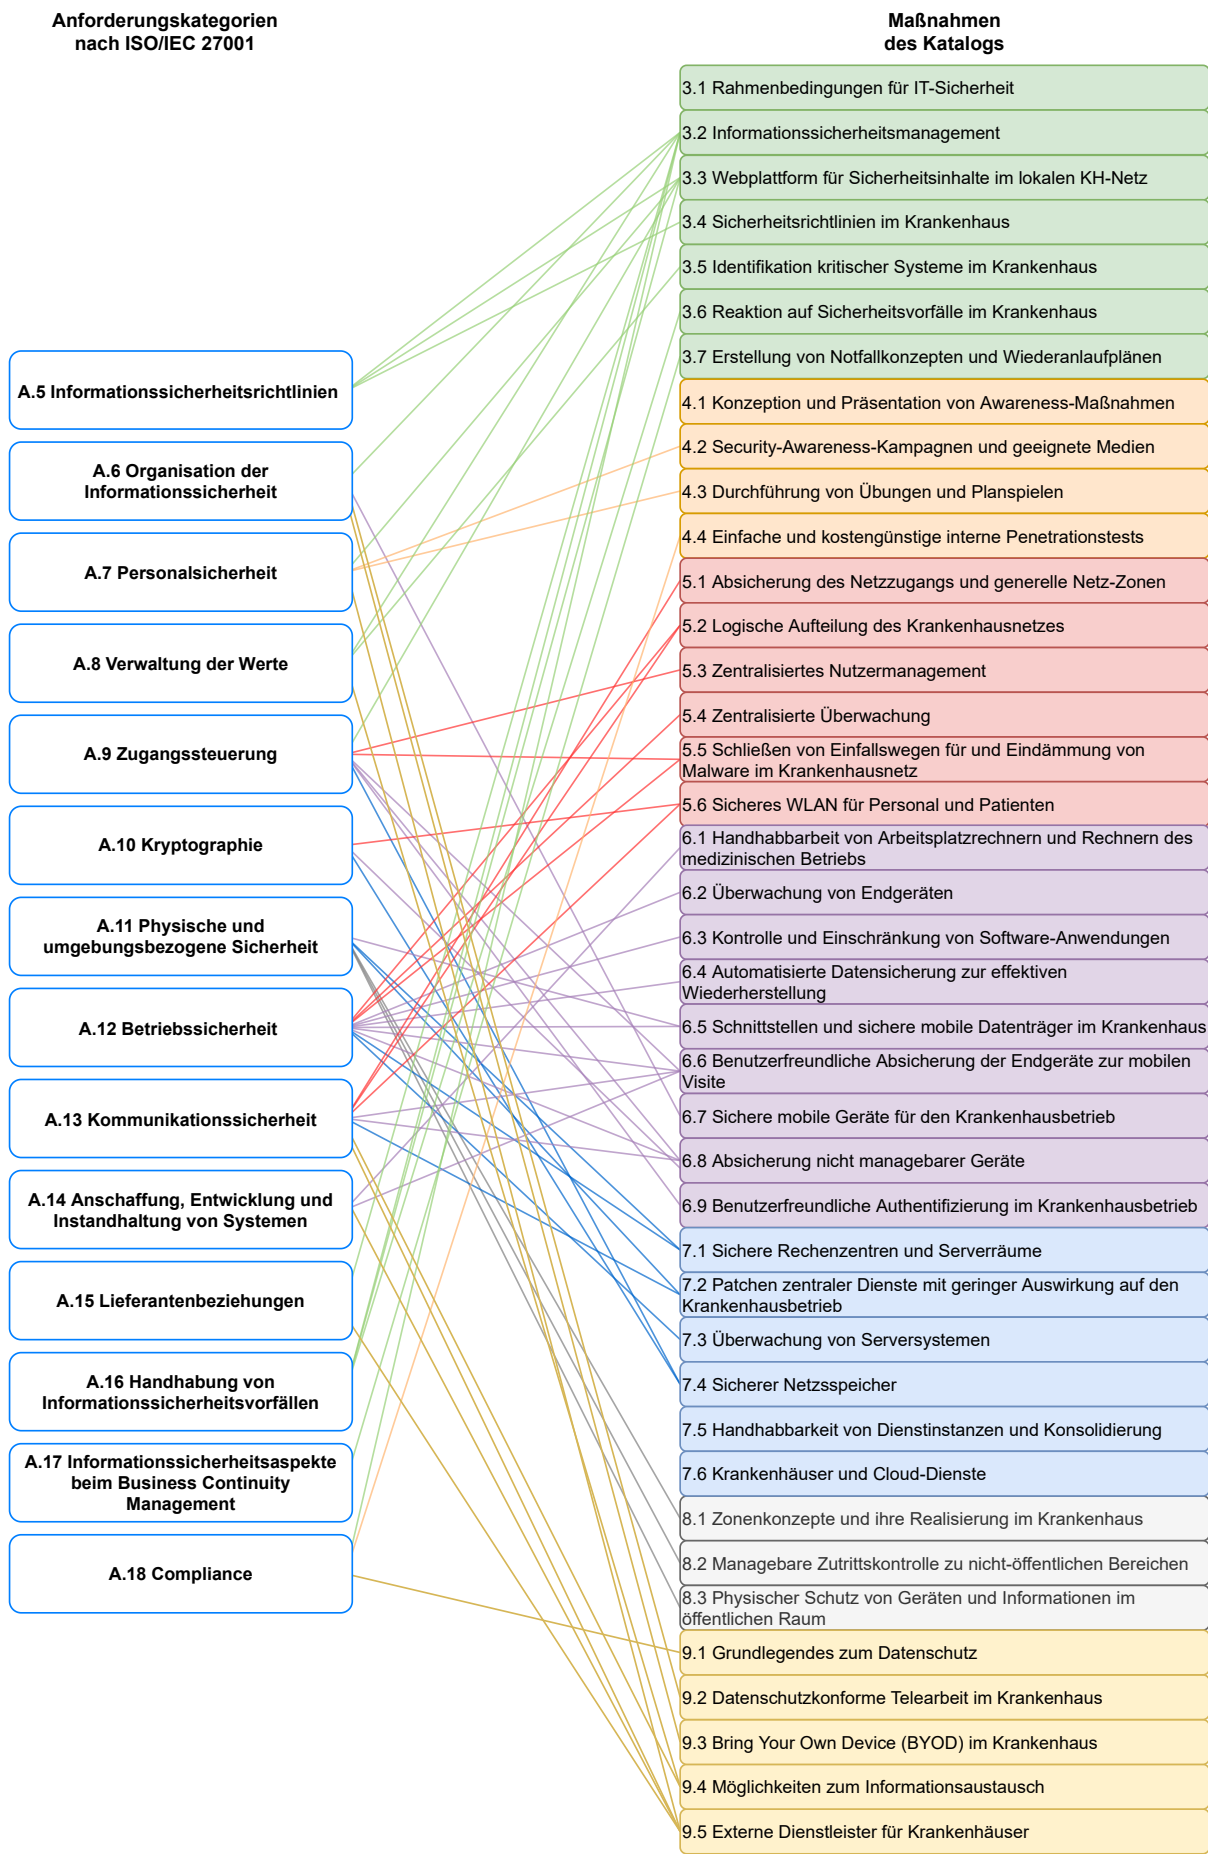 Anforderungskategorien
nach ISO/IEC 27001
Maßnahmen
des Katalogs
A.5 Informationssicherheitsrichtlinien
A.6 Organisation der
Informationssicherheit
A.7 Personalsicherheit
A.8 Verwaltung der Werte
A.9 Zugangssteuerung
A.10 Kryptographie
A.11 Physische und
umgebungsbezogene Sicherheit
A.12 Betriebssicherheit
A.13 Kommunikationssicherheit
A.14 Anschaffung, Entwicklung und
Instandhaltung von Systemen
A.15 Lieferantenbeziehungen
A.16 Handhabung von
Informationssicherheitsvorfällen
A.17 Informationssicherheitsaspekte
beim Business Continuity
Management
A.18 Compliance
3.1 Rahmenbedingungen für IT-Sicherheit
3.2 Informationssicherheitsmanagement
3.3 Webplattform für Sicherheitsinhalte im lokalen KH-Netz
3.4 Sicherheitsrichtlinien im Krankenhaus
3.5 Identifikation kritischer Systeme im Krankenhaus
3.6 Reaktion auf Sicherheitsvorfälle im Krankenhaus
3.7 Erstellung von Notfallkonzepten und Wiederanlaufplänen
4.1 Konzeption und Präsentation von Awareness-Maßnahmen
4.2 Security-Awareness-Kampagnen und geeignete Medien
4.3 Durchführung von Übungen und Planspielen
4.4 Einfache und kostengünstige interne Penetrationstests
5.1 Absicherung des Netzzugangs und generelle Netz-Zonen
5.2 Logische Aufteilung des Krankenhausnetzes
5.3 Zentralisiertes Nutzermanagement
5.4 Zentralisierte Überwachung
5.5 Schließen von Einfallswegen für und Eindämmung von
Malware im Krankenhausnetz
5.6 Sicheres WLAN für Personal und Patienten
6.1 Handhabbarbeit von Arbeitsplatzrechnern und Rechnern des
medizinischen Betriebs
6.2 Überwachung von Endgeräten
6.3 Kontrolle und Einschränkung von Software-Anwendungen
6.4 Automatisierte Datensicherung zur effektiven
Wiederherstellung
6.5 Schnittstellen und sichere mobile Datenträger im Krankenhaus
6.6 Benutzerfreundliche Absicherung der Endgeräte zur mobilen
Visite
6.7 Sichere mobile Geräte für den Krankenhausbetrieb
6.8 Absicherung nicht managebarer Geräte
6.9 Benutzerfreundliche Authentifizierung im Krankenhausbetrieb
7.1 Sichere Rechenzentren und Serverräume
7.2 Patchen zentraler Dienste mit geringer Auswirkung auf den
Krankenhausbetrieb
7.3 Überwachung von Serversystemen
7.4 Sicherer Netzsspeicher
7.5 Handhabbarkeit von Dienstinstanzen und Konsolidierung
7.6 Krankenhäuser und Cloud-Dienste
8.1 Zonenkonzepte und ihre Realisierung im Krankenhaus
8.2 Managebare Zutrittskontrolle zu nicht-öffentlichen Bereichen
8.3 Physischer Schutz von Geräten und Informationen im
öffentlichen Raum
9.1 Grundlegendes zum Datenschutz
9.2 Datenschutzkonforme Telearbeit im Krankenhaus
9.3 Bring Your Own Device (BYOD) im Krankenhaus
9.4 Möglichkeiten zum Informationsaustausch
9.5 Externe Dienstleister für Krankenhäuser